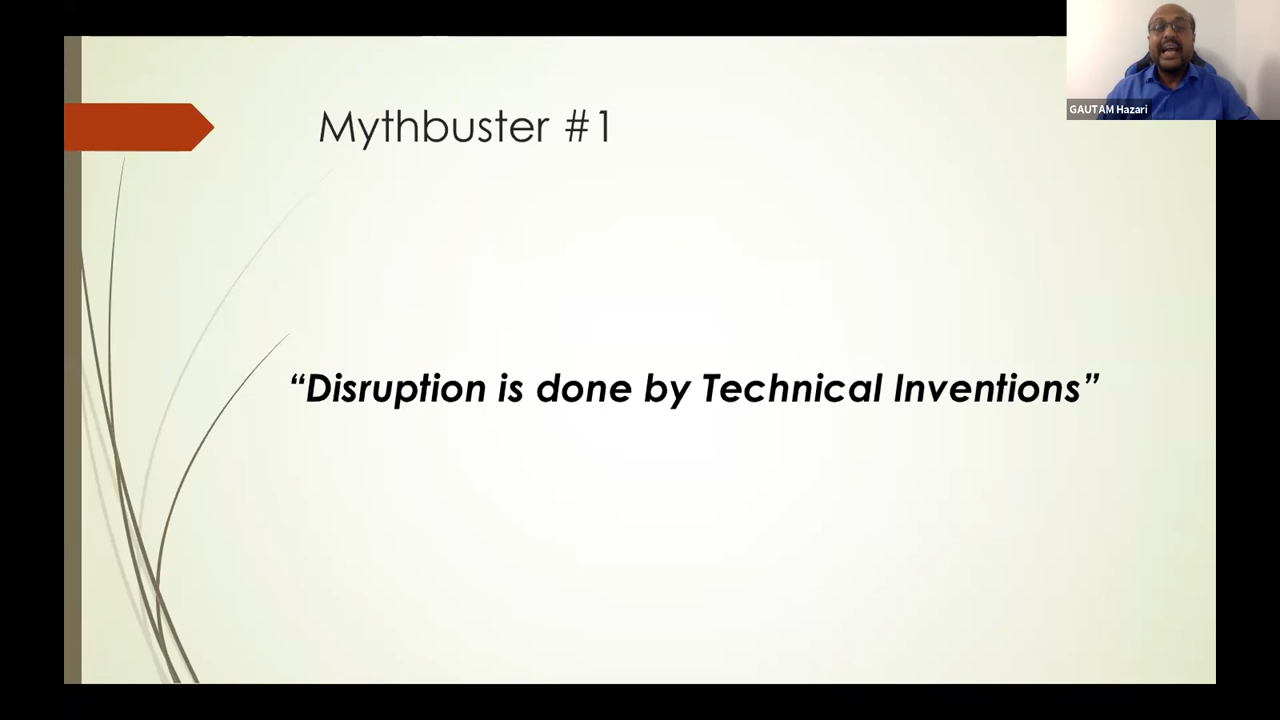 GAUTAM Hazari
Mythbuster #1
“Disruption is done by Technical Inventions”